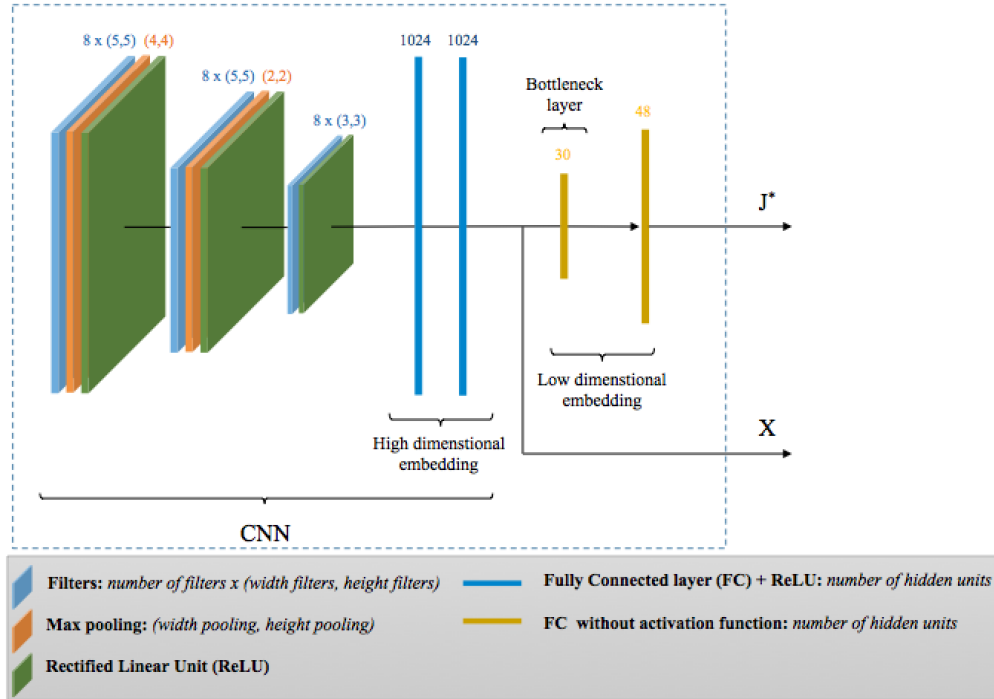 8 x (5,5) (4,4)
8 x (5,5) (2,2)
8 x (3,3)
1024 1024
Bottleneck
layer
30
48
J*
Low dimenstional
embedding
High dimenstional
embedding
X
CNN
Filters: number of filters x (width filters, height filters)
Max pooling: (width pooling, height pooling)
Rectified Linear Unit (ReLU)
Fully Connected layer (FC) + ReLU: number of hidden units
FC without activation function: number of hidden units